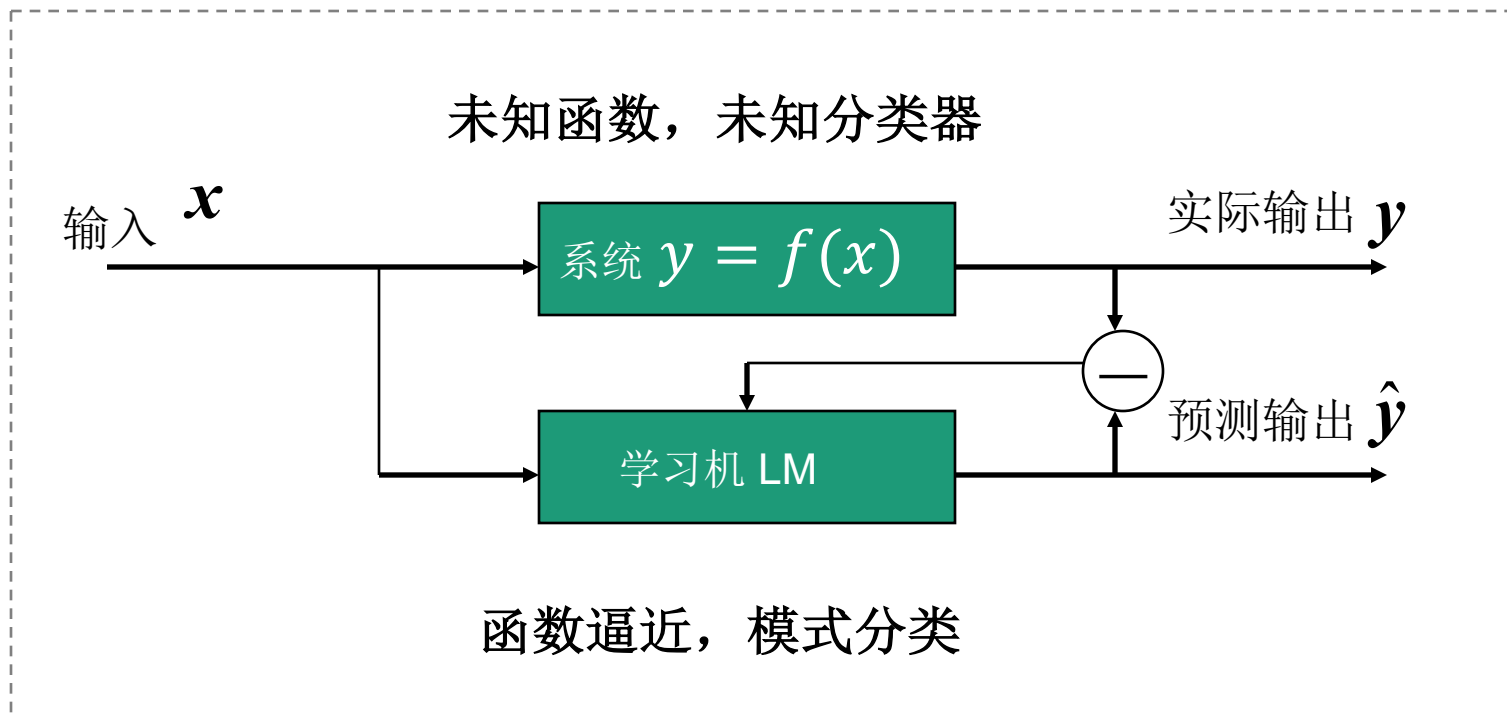 未知函数，未知分类器
输入 x
系统 y = f(x)
实际输出 y
—
预测输出 ŷ
学习机 LM
函数逼近，模式分类